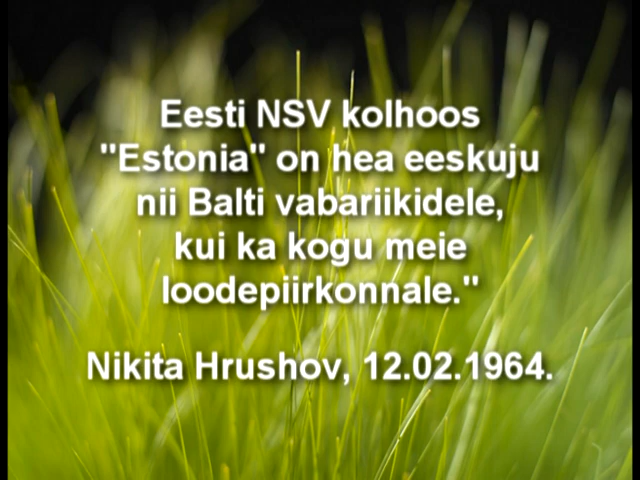 Eesti NSV kolhoos
"Estonia" on hea eeskuju
nii Balti vabariikidele,
kui ka kogu meie
loodepiirkonnale."
Nikita Hrushov, 12.02.1964.